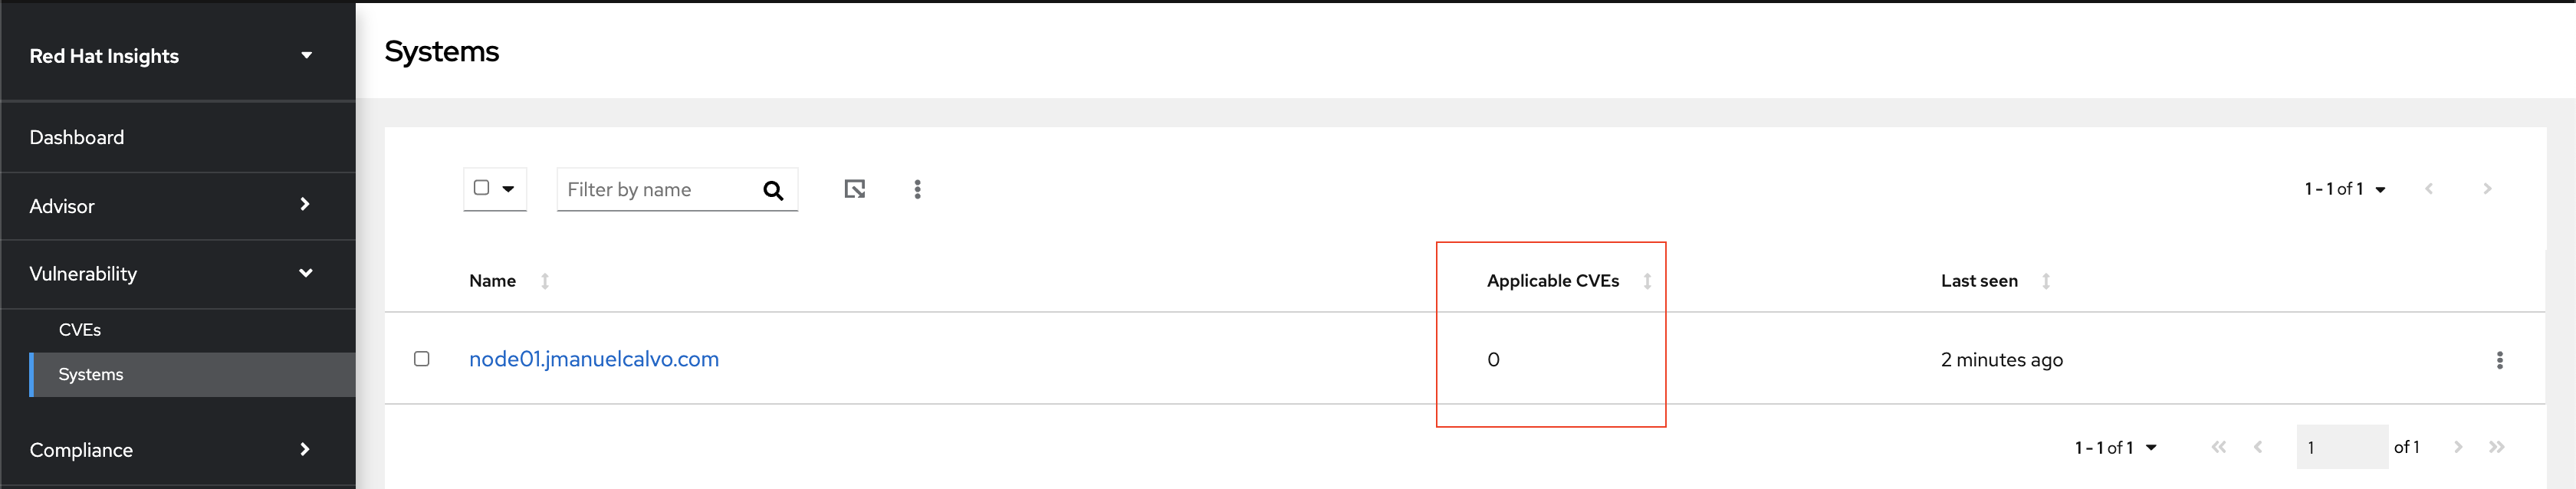 Red Hat Insights
Systems
Dashboard
Advisor
Vulnerability
CVEs
Systems
Compliance
Filter by name
1 - 1 of 1
Name
Applicable CVEs
Last seen
node01.jmanuelcalvo.com
0
2 minutes ago
1 - 1 of 1
1
of 1